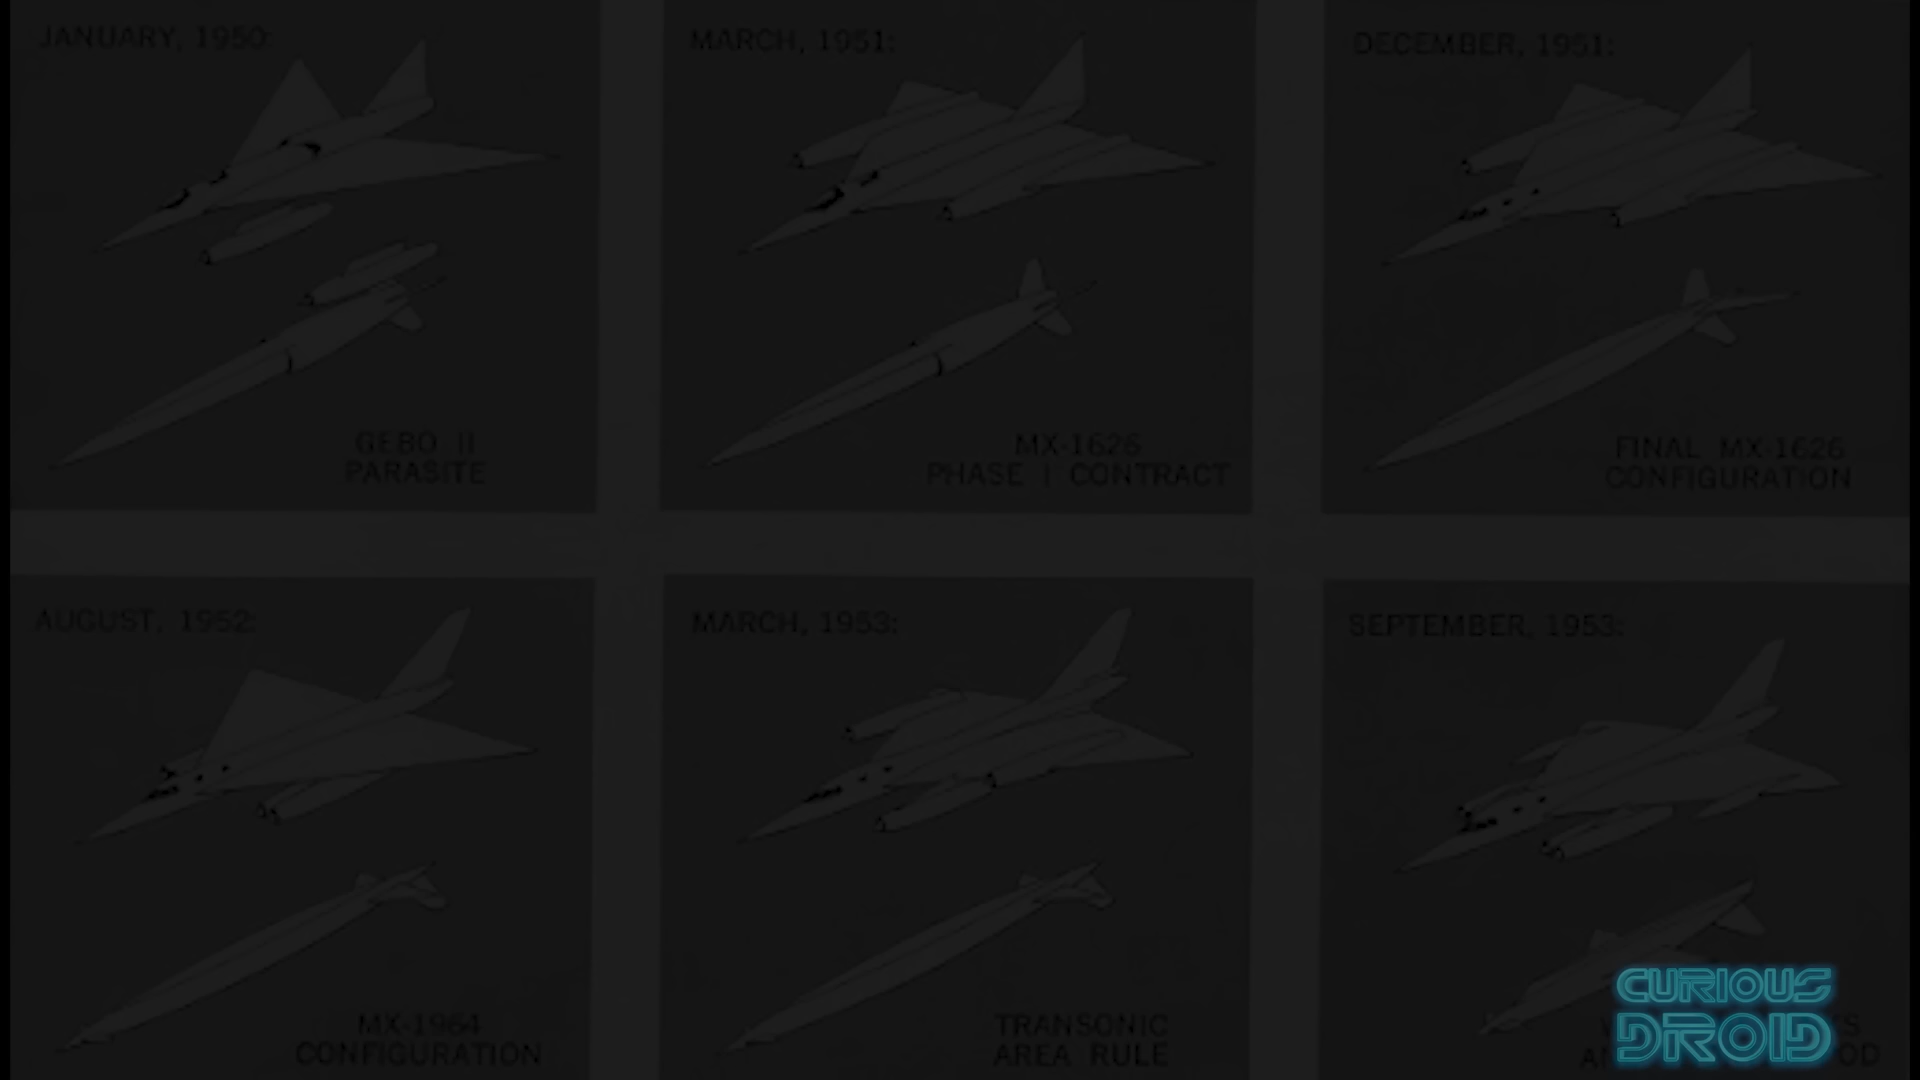 JANUARY, 1950:
GEBO II
PARASITE
MARCH, 1951:
MX-1626
PHASE I CONTRACT
DECEMBER, 1951:
FINAL MX-1626
CONFIGURATION
AUGUST, 1952:
MX-1964
CONFIGURATION
MARCH, 1953:
TRANSONIC
AREA RULE
SEPTEMBER, 1953:
CURIOUS
DROID